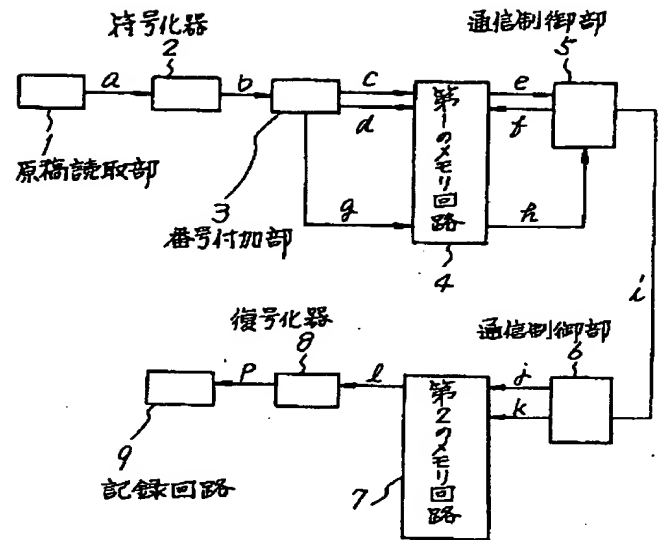 符号化器
2
通信制御部
5
a
b
c
d
e
f
g
h
1
原稿読取部
3
番号付加部
第1のメモリ回路
4
i
復号化器
8
通信制御部
6
p
l
j
k
9
記録回路
7
第2のメモリ回路